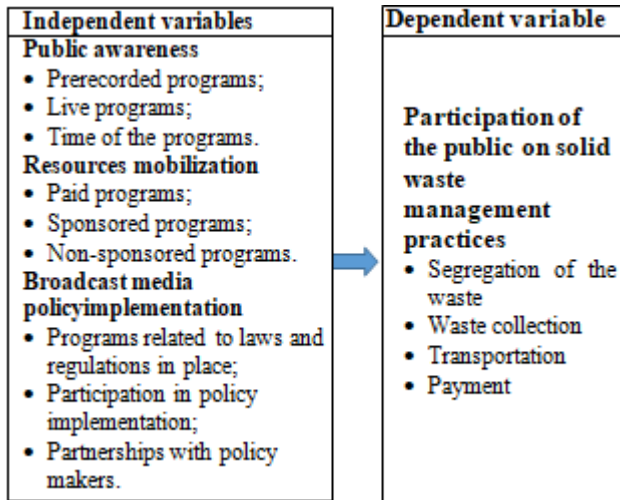 Independent variables
Public awareness
• Prerecorded programs;
• Live programs;
• Time of the programs.
Resources mobilization
• Paid programs;
• Sponsored programs;
• Non-sponsored programs.
Broadcast media
policyimplementation
• Programs related to laws and
regulations in place;
• Participation in policy
implementation;
• Partnerships with policy
makers.
Dependent variable
Participation of
the public on solid
waste
management
practices
• Segregation of the
waste
• Waste collection
• Transportation
• Payment